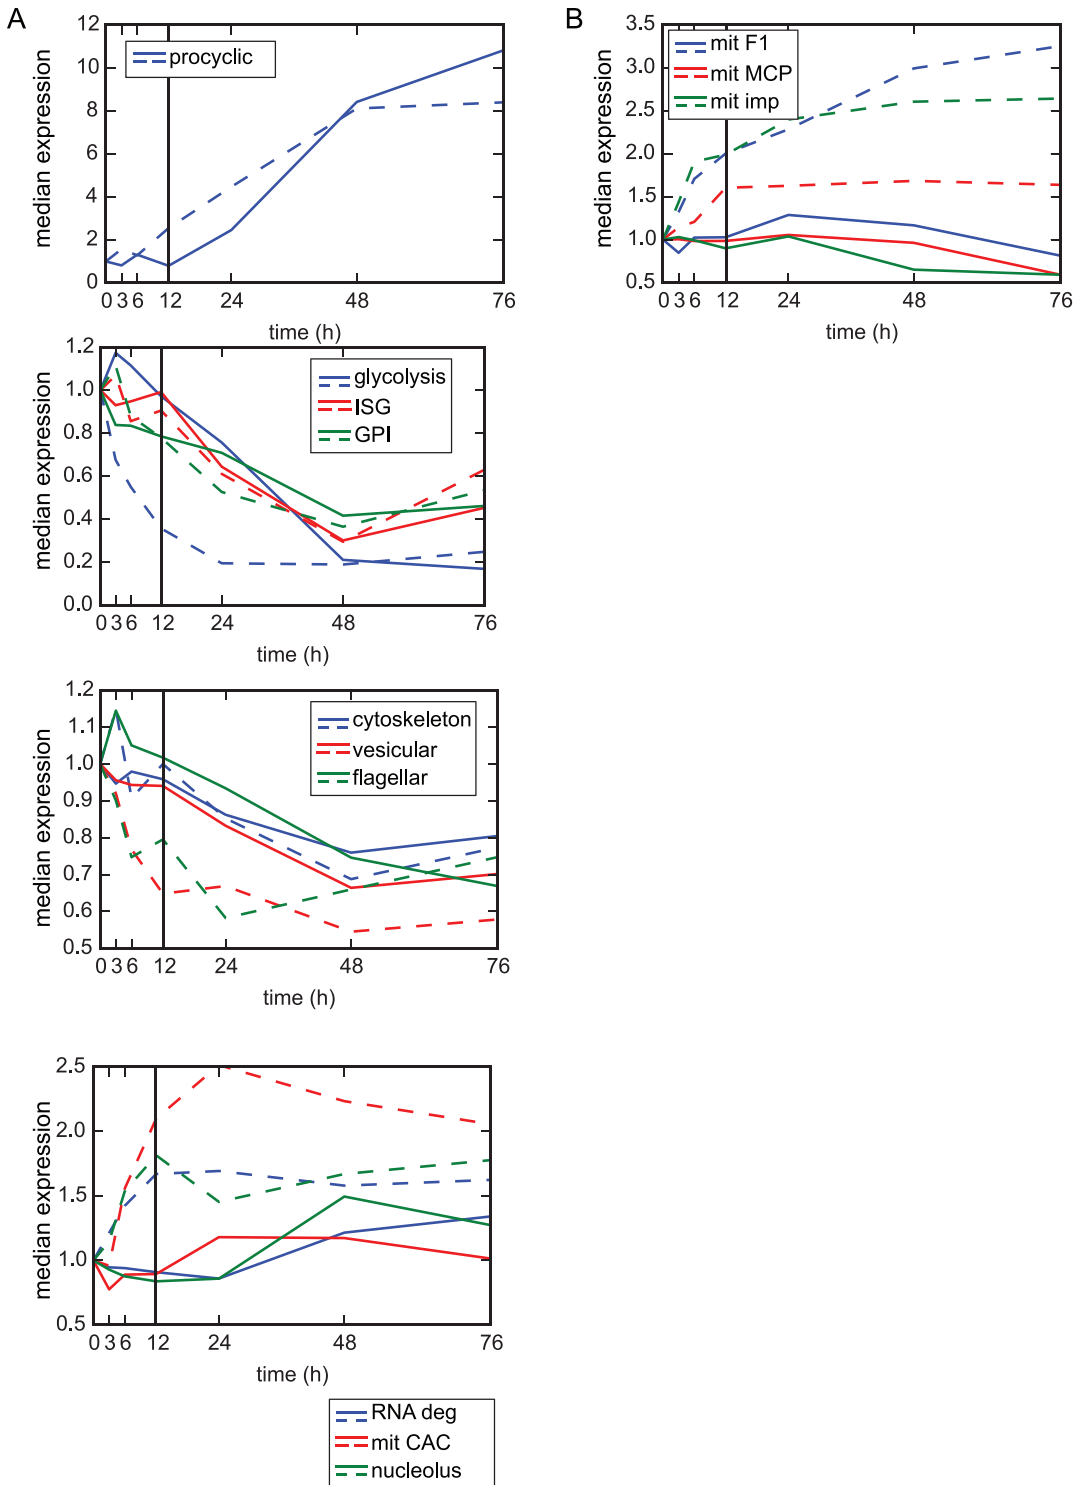 A
12
10
8
6
4
2
0
median expression
procyclic
0 3 6 12 24 48 76
time (h)
1.2
1.0
0.8
0.6
0.4
0.2
0.0
median expression
glycolysis
ISG
GPI
0 3 6 12 24 48 76
time (h)
1.2
1.1
1.0
0.9
0.8
0.7
0.6
0.5
median expression
cytoskeleton
vesicular
flagellar
0 3 6 12 24 48 76
time (h)
2.5
2.0
1.5
1.0
0.5
median expression
0 3 6 12 24 48 76
time (h)
RNA deg
mit CAC
nucleolus
B
3.5
3.0
2.5
2.0
1.5
1.0
0.5
median expression
mit F1
mit MCP
mit imp
0 3 6 12 24 48 76
time (h)